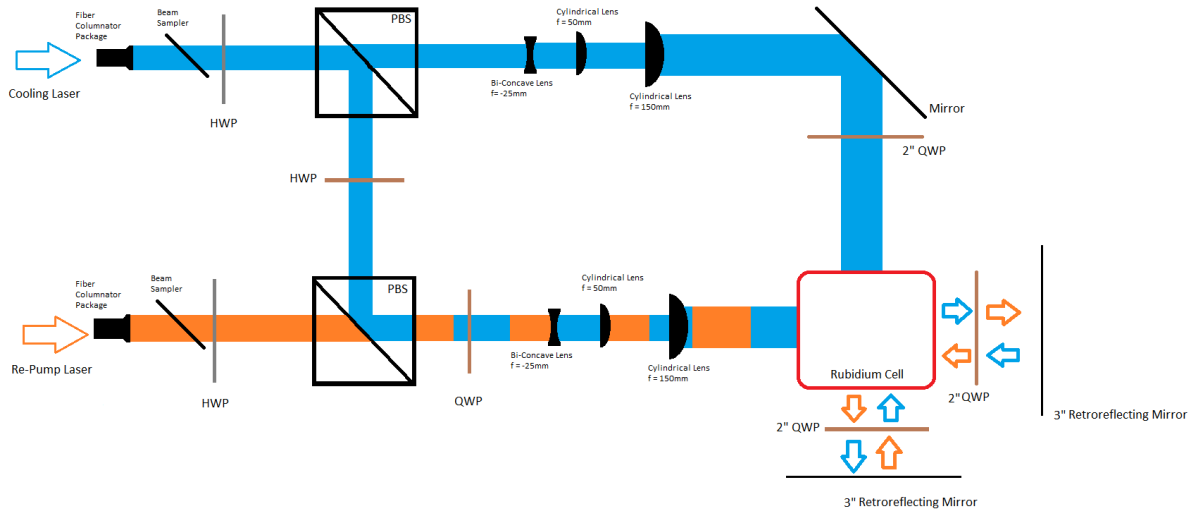 Fiber
Columnator
Package
Beam
Sampler
PBS
Cylindrical Lens
f = 50mm
Cooling Laser
HWP
Bi-Concave Lens
f= -25mm
Cylindrical Lens
f = 150mm
Mirror
2" QWP
HWP
Fiber
Columnator
Package
Beam
Sampler
PBS
Cylindrical Lens
f = 50mm
Re-Pump Laser
HWP
QWP
Bi-Concave Lens
f = -25mm
Cylindrical Lens
f = 150mm
Rubidium Cell
2" QWP
3" Retroreflecting Mirror
2" QWP
3" Retroreflecting Mirror